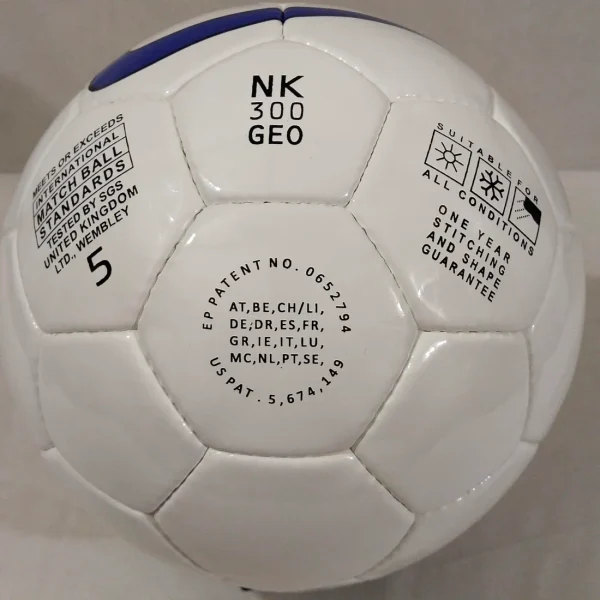 NK
300
GEO
MEETS OR EXCEEDS
INTERNATIONAL
MATCH BALL
STANDARDS
TESTED BY SGS
UNITED KINGDOM
LTD., WEMBLEY
5
SUITABLE FOR
ALL CONDITIONS
ONE YEAR
STITCHING
AND SHAPE
GUARANTEE
EP PATENT NO. 0652794
AT,BE,CH/LI,
DE;DR,ES,FR,
GR,IE,IT,LU,
MC,NL,PT,SE,
US PAT. 5,674,149